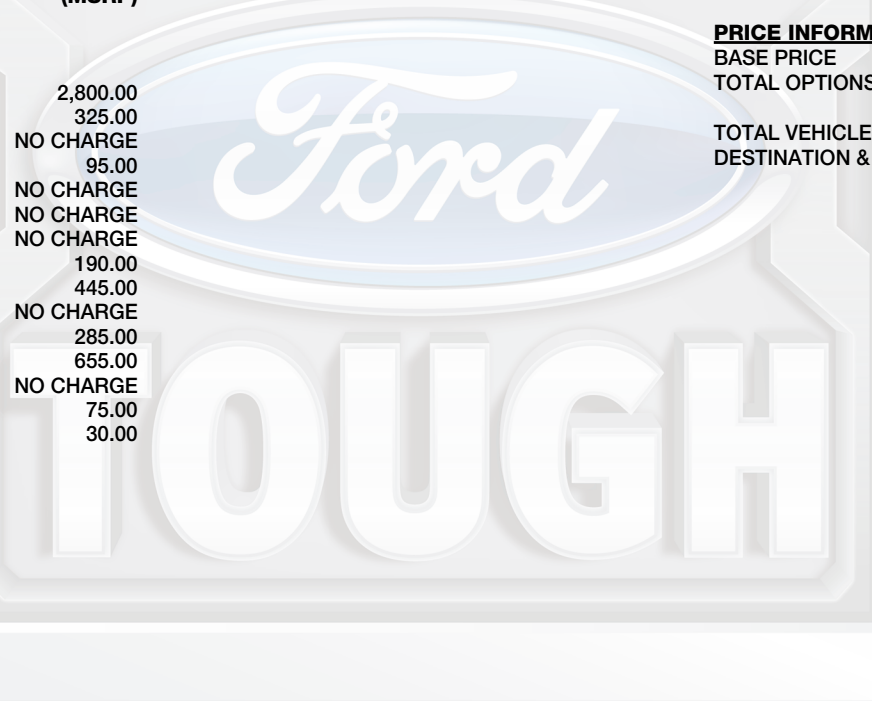 (MSRP)
2,800.00
325.00
NO CHARGE
95.00
NO CHARGE
NO CHARGE
NO CHARGE
190.00
445.00
NO CHARGE
285.00
655.00
NO CHARGE
75.00
30.00
PRICE INFORM
BASE PRICE
TOTAL OPTIONS
TOTAL VEHICLE
DESTINATION &
Ford
TOUGH